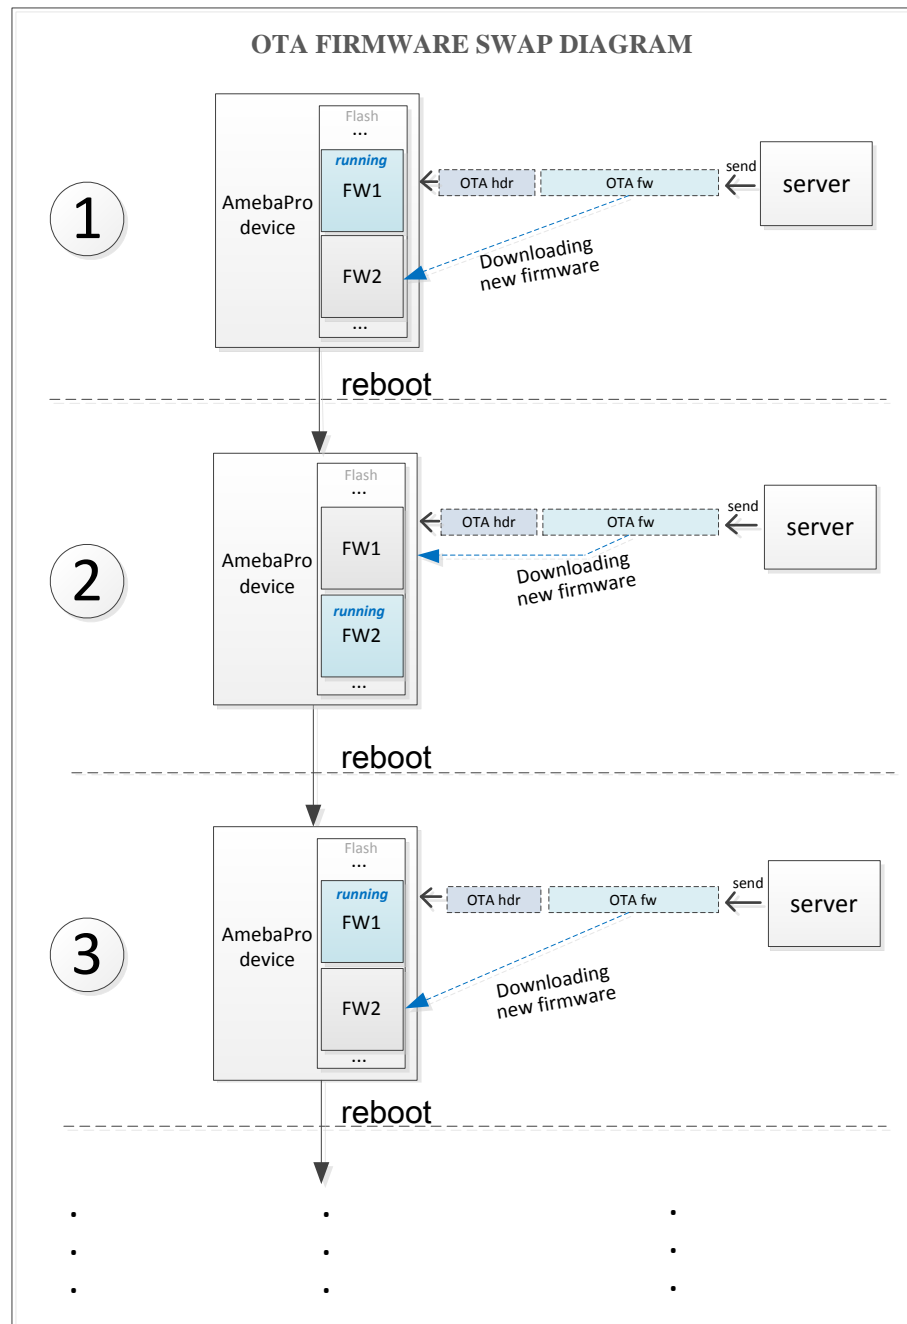 OTA FIRMWARE SWAP DIAGRAM
1
AmebaPro
device
Flash
...
running
FW1
FW2
...
OTA hdr
OTA fw
send
server
Downloading
new firmware
reboot
2
AmebaPro
device
Flash
...
FW1
running
FW2
...
OTA hdr
OTA fw
send
server
Downloading
new firmware
reboot
3
AmebaPro
device
Flash
...
running
FW1
FW2
...
OTA hdr
OTA fw
send
server
Downloading
new firmware
reboot
. . .
. . .
. . .